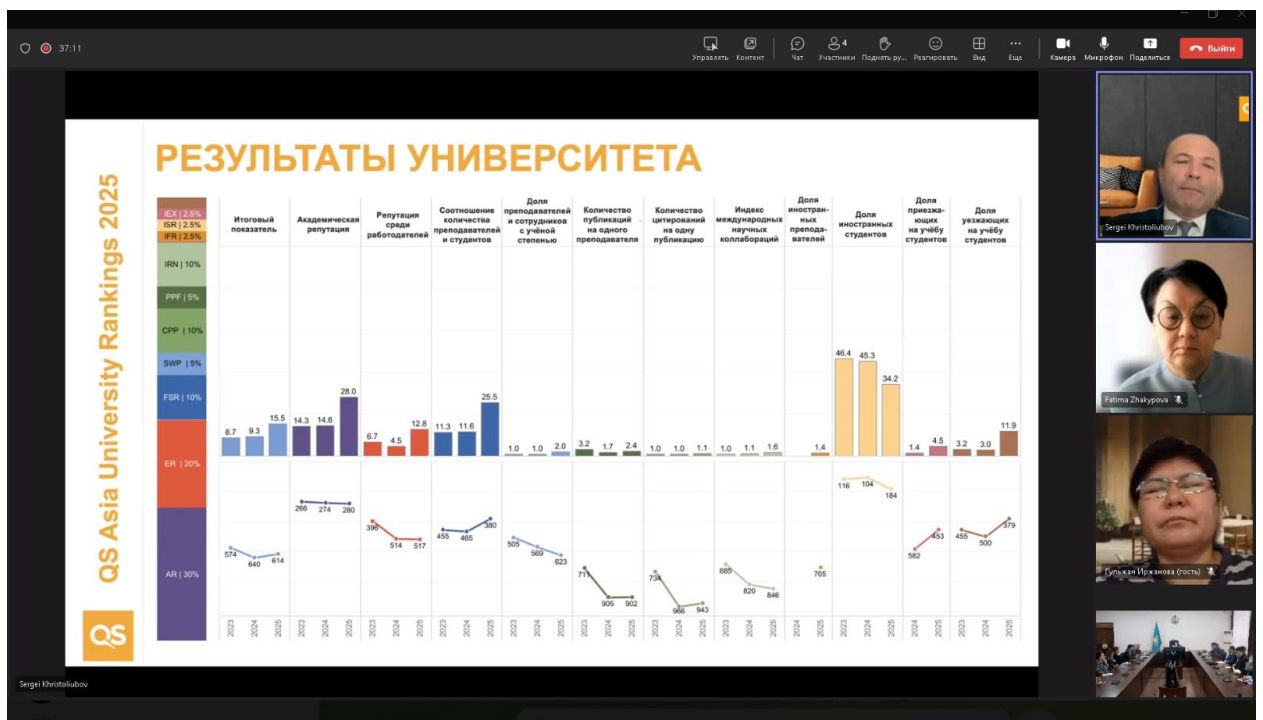 37:11
Управлять
Контент
Чат
4
Участники
Поднять ру...
Реагировать
Вид
Еще
Камера
Микрофон
Поделиться
Выйти
QS Asia University Rankings 2025
QS
РЕЗУЛЬТАТЫ УНИВЕРСИТЕТА
IEX | 2.5%
ISR | 2.5%
IFR | 2.5%
IRN | 10%
PPF | 5%
CPP | 10%
SWP | 5%
FSR | 10%
ER | 20%
AR | 30%
Итоговый
показатель
Академическая
репутация
Репутация
среди
работодателей
Соотношение
количества
преподавателей
и студентов
Доля
преподавателей
и сотрудников
с учёной
степенью
Количество
публикаций
на одного
преподавателя
Количество
цитирований
на одну
публикацию
Индекс
международных
научных
коллабораций
Доля
иностран-
ных
препода-
вателей
Доля
иностранных
студентов
Доля
приезжа-
ющих
на учёбу
студентов
Доля
уезжающих
на учёбу
студентов
8.7 9.3 15.5
14.3 14.6 28.0
6.7 4.5 12.8
11.3 11.6 25.5
1.0 1.0 2.0
3.2 1.7 2.4
1.0 1.0 1.1
1.0 1.1 1.6
1.4
46.4 45.3 34.2
1.4 4.5
3.2 3.0 11.9
574 640 614
266 274 280
396 514 517
455 465 380
505 569 623
711 905 902
734 966 943
685 820 846
705
116 104 184
582 453
455 500 379
2023 2024 2025
2023 2024 2025
2023 2024 2025
2023 2024 2025
2023 2024 2025
2023 2024 2025
2023 2024 2025
2023 2024 2025
2024 2025
2023 2024 2025
2024 2025
2023 2024 2025
Sergei Khristoliubov
Sergei Khristoliubov
Fatima Zhakypova
Гульжан Иржанова (гость)